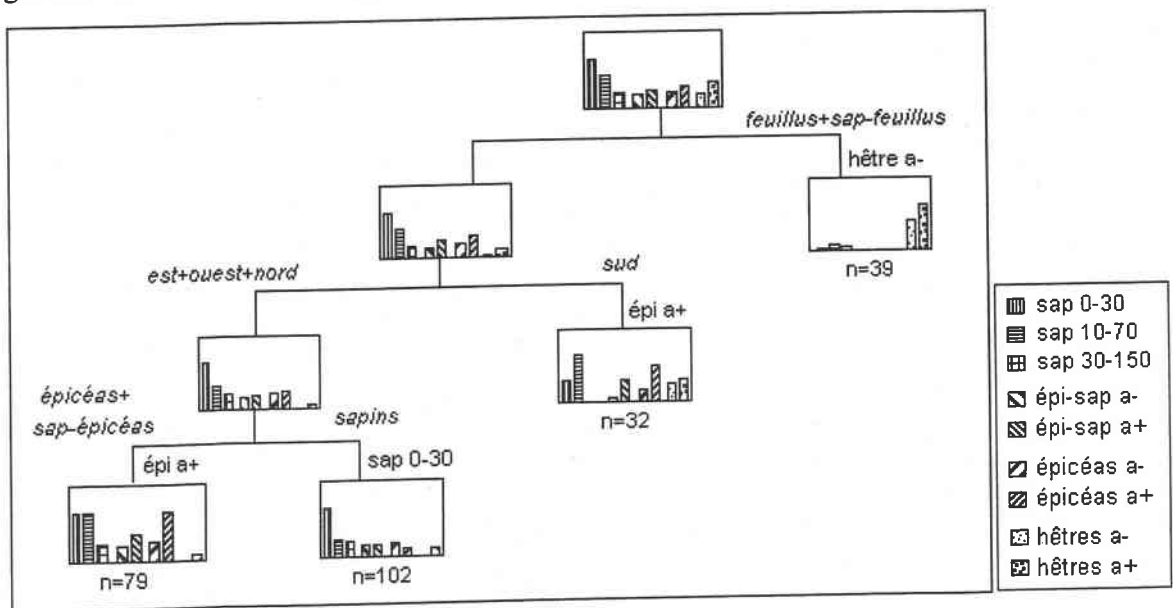 feuillus+sap-feuillus
hêtre a-
n=39
est+ouest+nord
sud
épi a+
n=32
épicéas+
sap-épicéas
sapins
épi a+
sap 0-30
n=79
n=102
sap 0-30
sap 10-70
sap 30-150
épi-sap a-
épi-sap a+
épicéas a-
épicéas a+
hêtres a-
hêtres a+